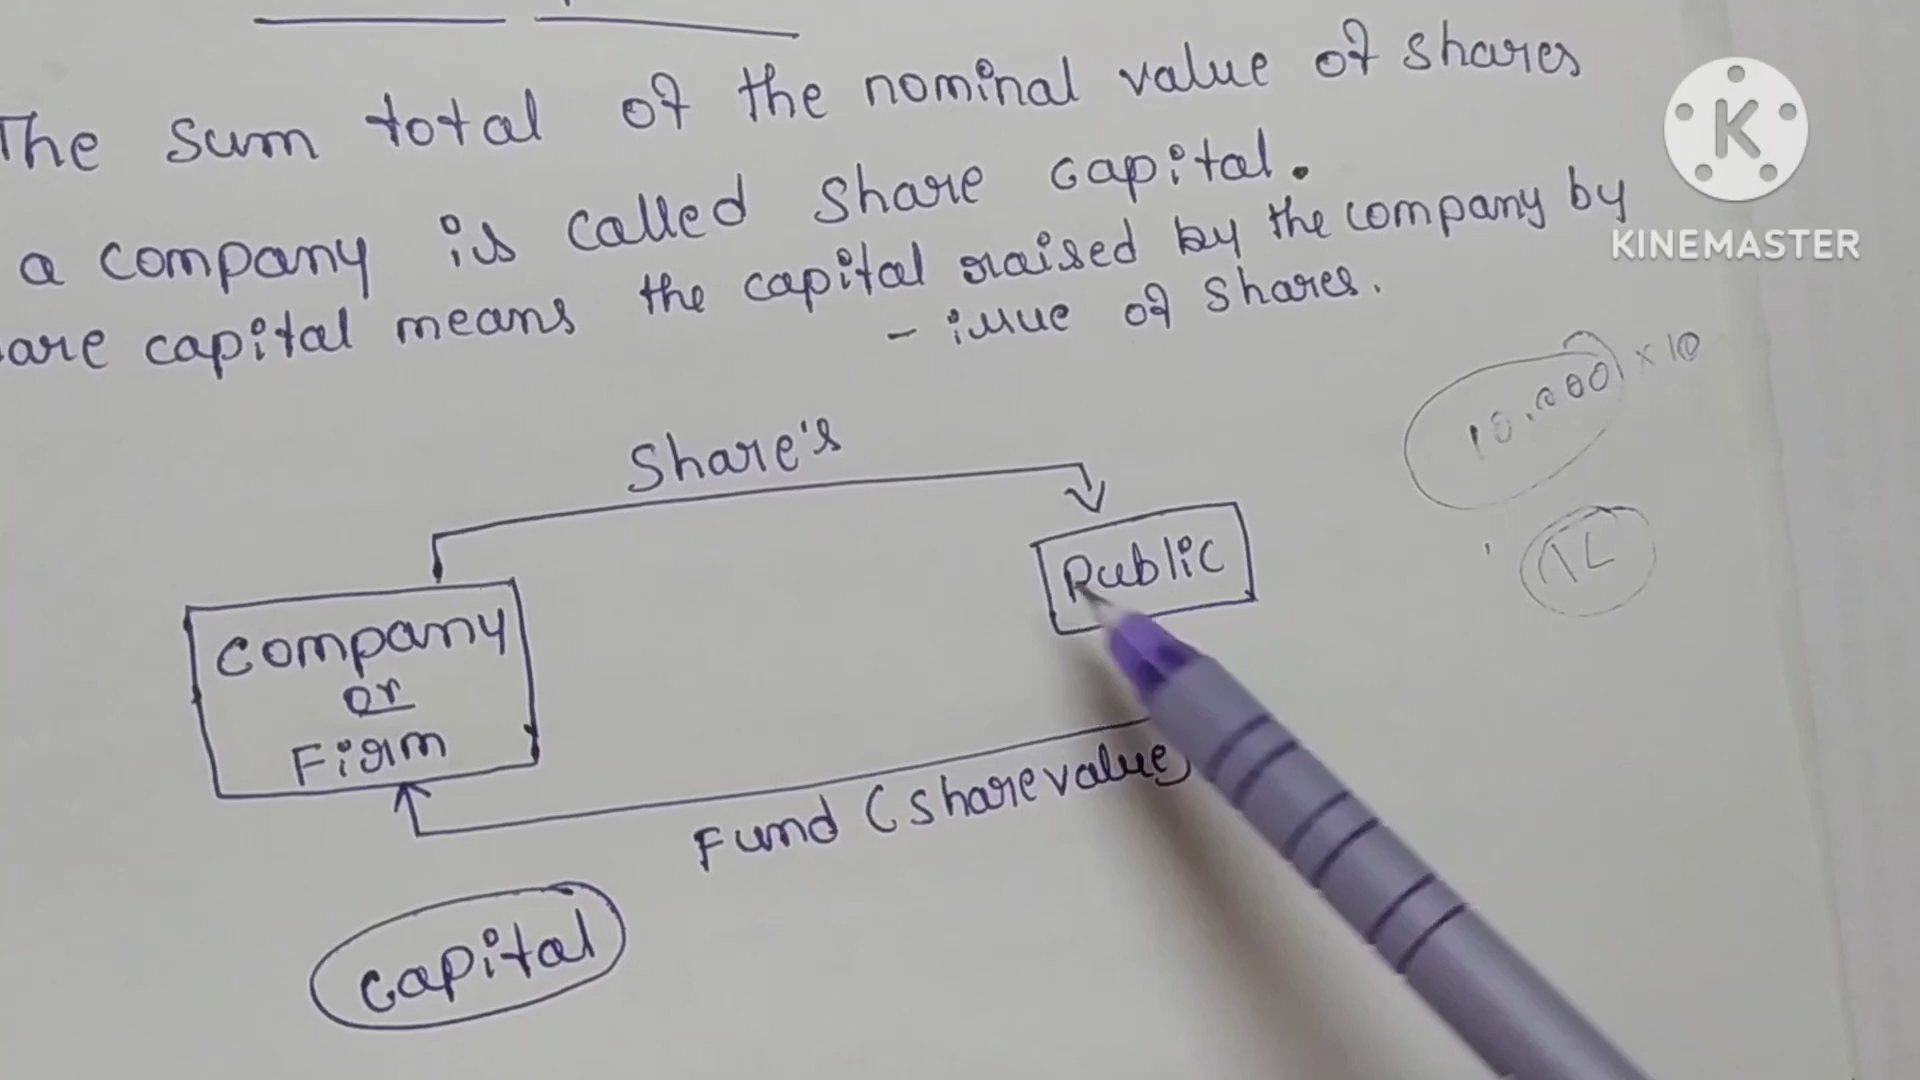 The sum total of the nominal value of shares
a company is called share capital.
are capital means the capital raised by the company by
- issue of shares.
10,000 x 10
1L
Share's
Public
Company
or
Firm
Fund (share value)
capital
K
KINEMASTER